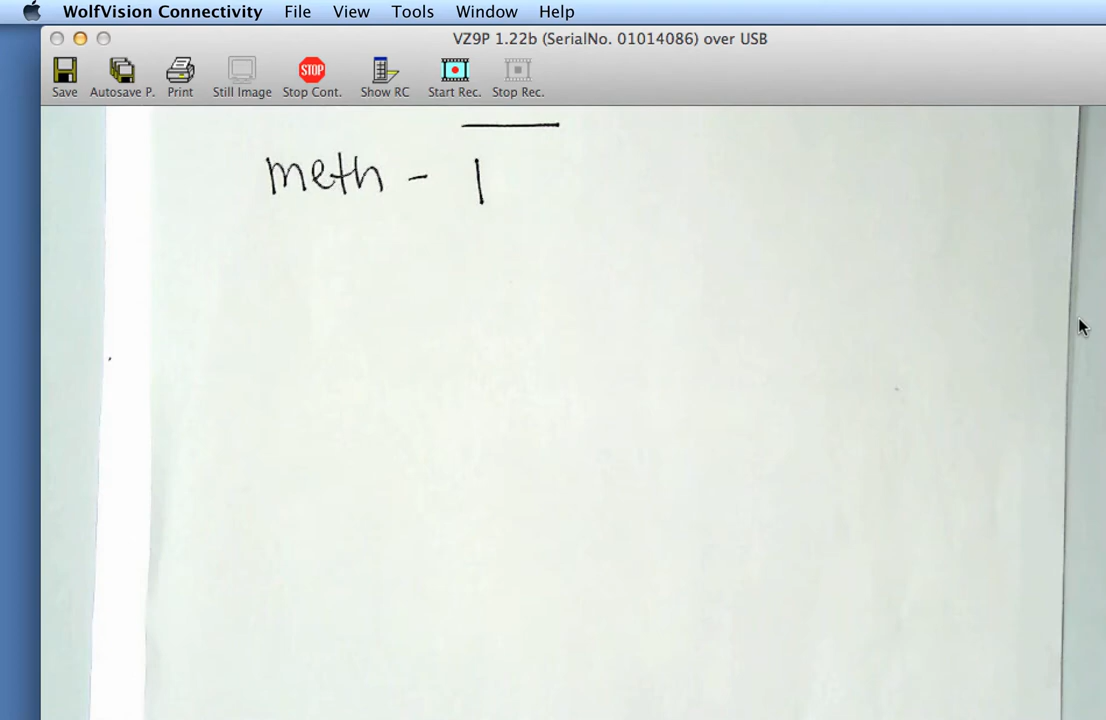 WolfVision Connectivity File View Tools Window Help
VZ9P 1.22b (SerialNo. 01014086) over USB
STOP
Save Autosave P. Print Still Image Stop Cont. Show RC Start Rec. Stop Rec.
meth - 1